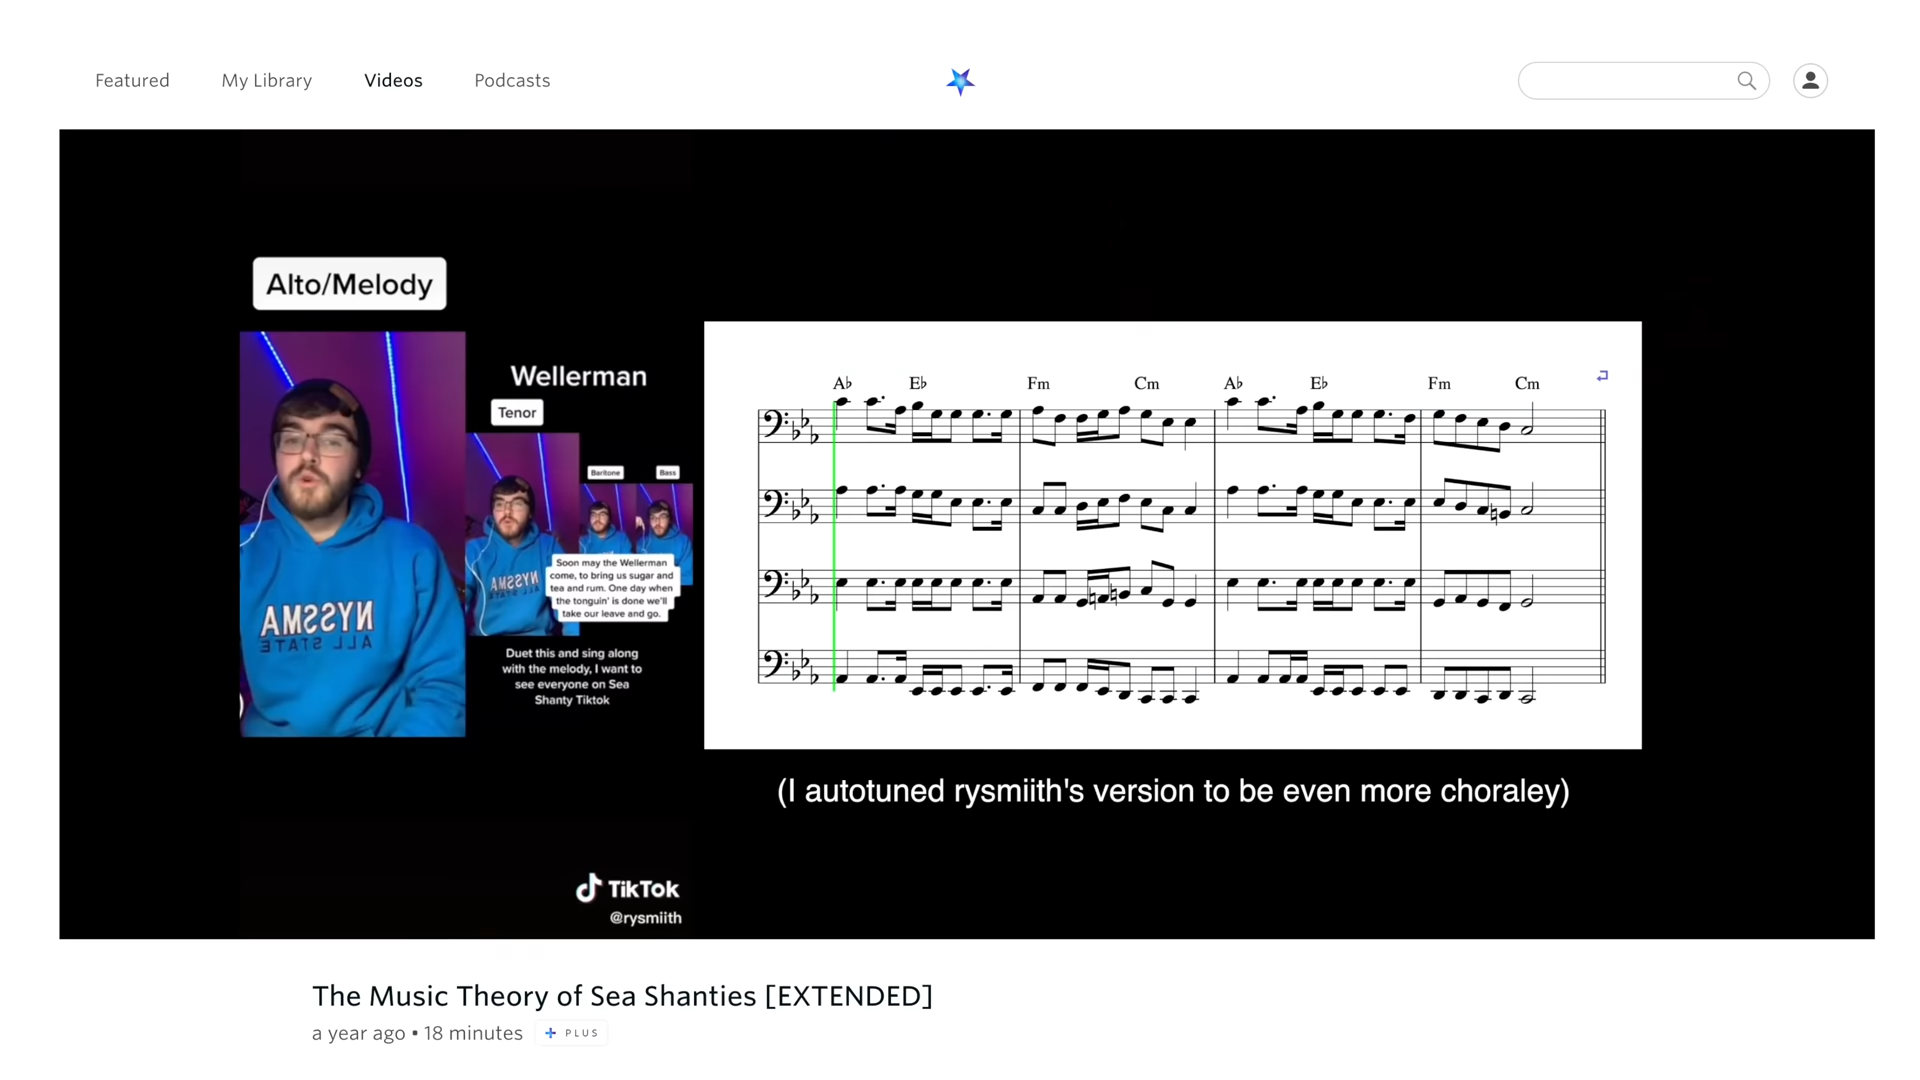 Featured
My Library
Videos
Podcasts
Alto/Melody
Wellerman
Tenor
Baritone
Bass
NYSSMA
ALL STATE
NYSSMA
Soon may the Wellerman
come, to bring us sugar and
tea and rum. One day when
the tonguin' is done we'll
take our leave and go.
Duet this and sing along
with the melody, I want to
see everyone on Sea
Shanty Tiktok
A♭ E♭ Fm Cm A♭ E♭ Fm Cm
(I autotuned rysmiith's version to be even more choraley)
TikTok
@rysmiith
The Music Theory of Sea Shanties [EXTENDED]
a year ago • 18 minutes
+ PLUS